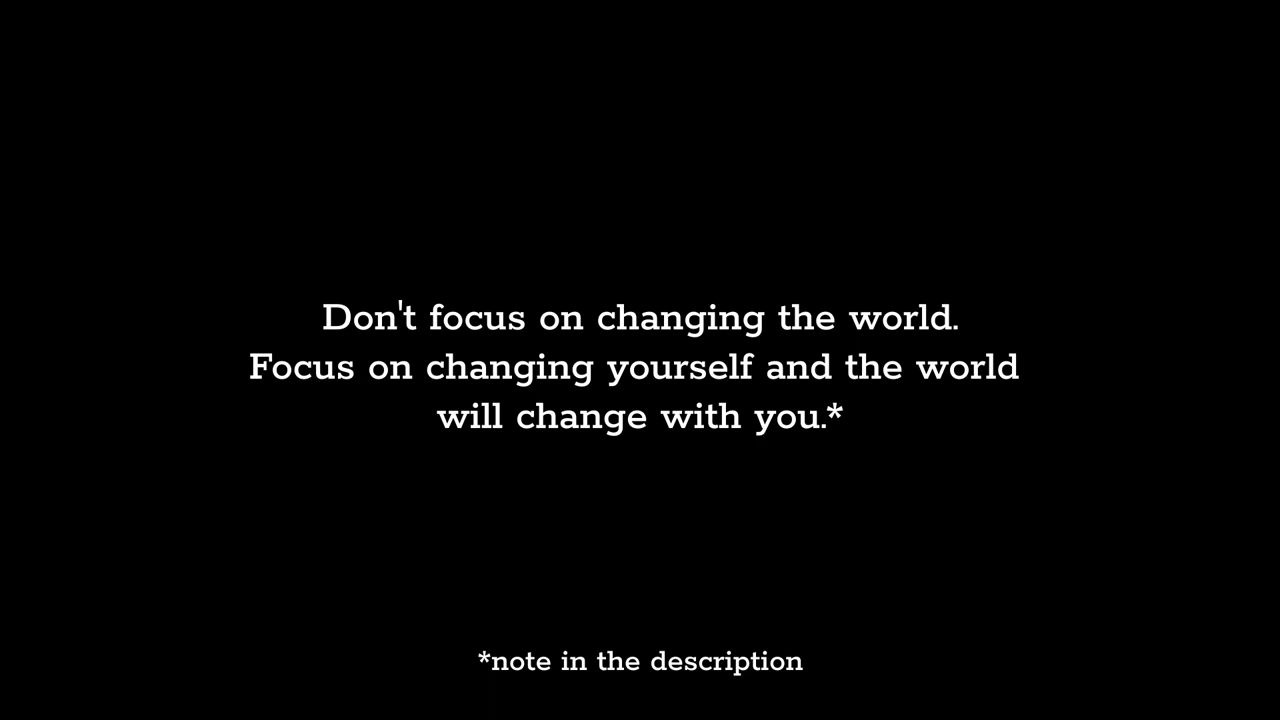 Don't focus on changing the world.
Focus on changing yourself and the world
will change with you.*
*note in the description